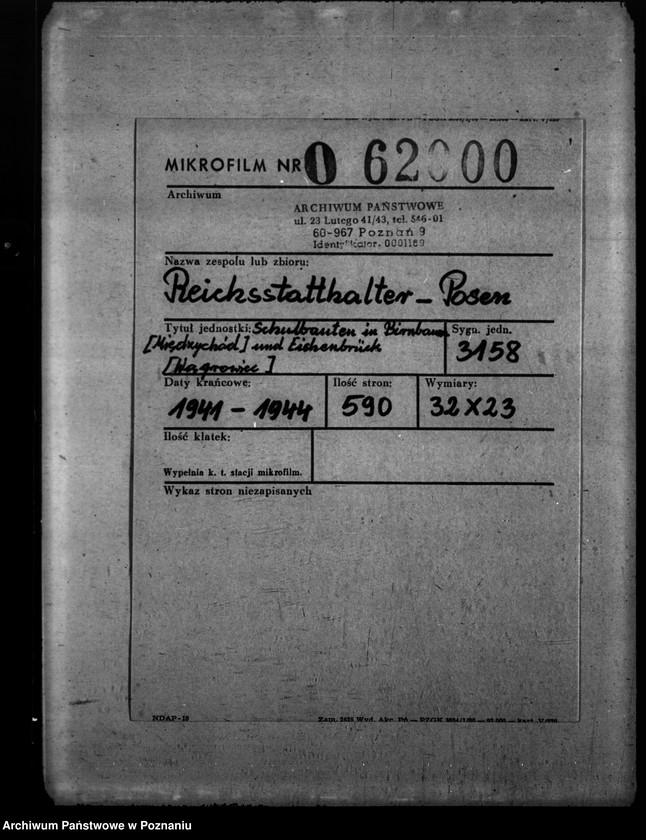 MIKROFILM NR 0 62000
Archiwum
ARCHIWUM PAŃSTWOWE
ul. 23 Lutego 41/43, tel. 546-01
60-967 Poznań 9
Identyfikator. 0001189
Nazwa zespołu lub zbioru:
Reichsstatthalter – Posen
Tytuł jednostki: Schulbauten in Birnbaum
[Międzychód] und Eichenbrück
[Wągrowiec]
Sygn. jedn.
3158
Daty krańcowe:
1941 – 1944
Ilość stron:
590
Wymiary:
32X23
Ilość klatek:
Wypełnia k. t. stacji mikrofilm.
Wykaz stron niezapisanych
NDAP-19
Archiwum Państwowe w Poznaniu